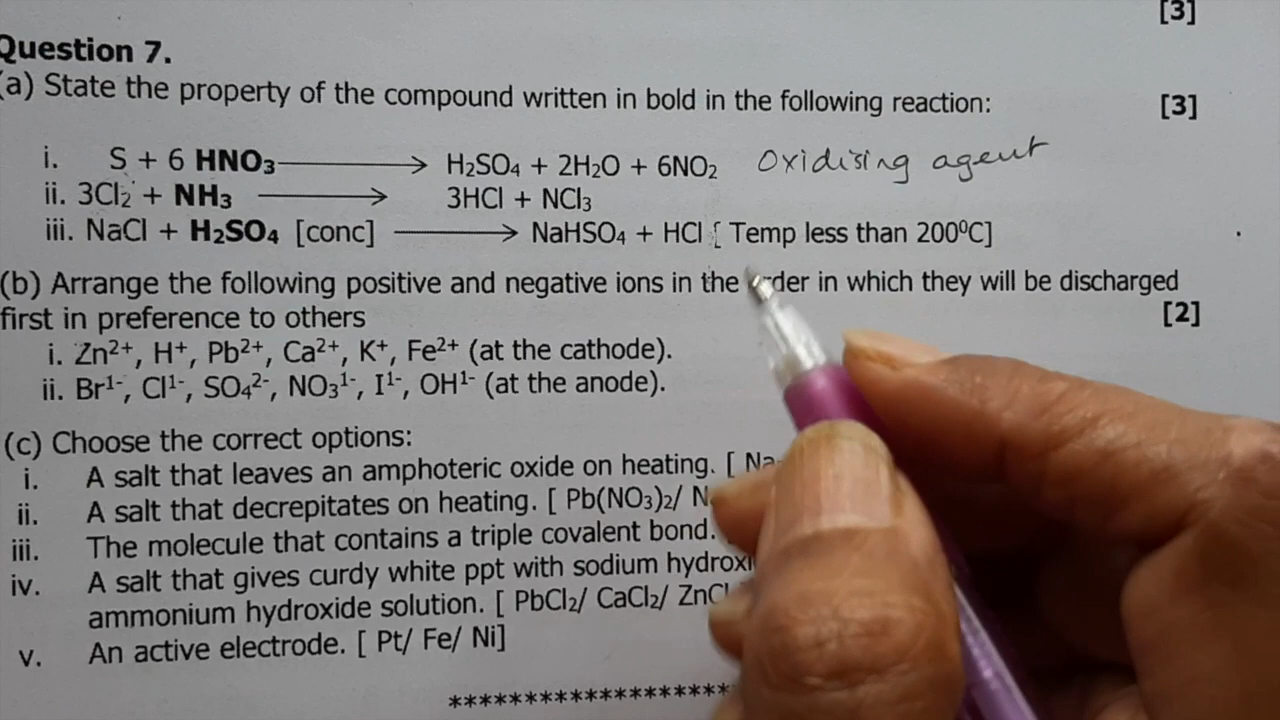 [3]
Question 7.
(a) State the property of the compound written in bold in the following reaction: [3]
i. S + 6 HNO₃ ⟶ H₂SO₄ + 2H₂O + 6NO₂ Oxidising agent
ii. 3Cl₂ + NH₃ ⟶ 3HCl + NCl₃
iii. NaCl + H₂SO₄ [conc] ⟶ NaHSO₄ + HCl [ Temp less than 200⁰C]
(b) Arrange the following positive and negative ions in the in which they will be discharged
first in preference to others [2]
i. Zn²⁺, H⁺, Pb²⁺, Ca²⁺, K⁺, Fe²⁺ (at the cathode).
ii. Br¹⁻, Cl¹⁻, SO₄²⁻, NO₃¹⁻, I¹⁻, OH¹⁻ (at the anode).
(c) Choose the correct options:
i. A salt that leaves an amphoteric oxide on heating. [
ii. A salt that decrepitates on heating. [ Pb(NO₃)₂/
iii. The molecule that contains a triple covalent bond.
iv. A salt that gives curdy white ppt with sodium
ammonium hydroxide solution. [ PbCl₂/ CaCl₂/
v. An active electrode. [ Pt/ Fe/ Ni]
********************